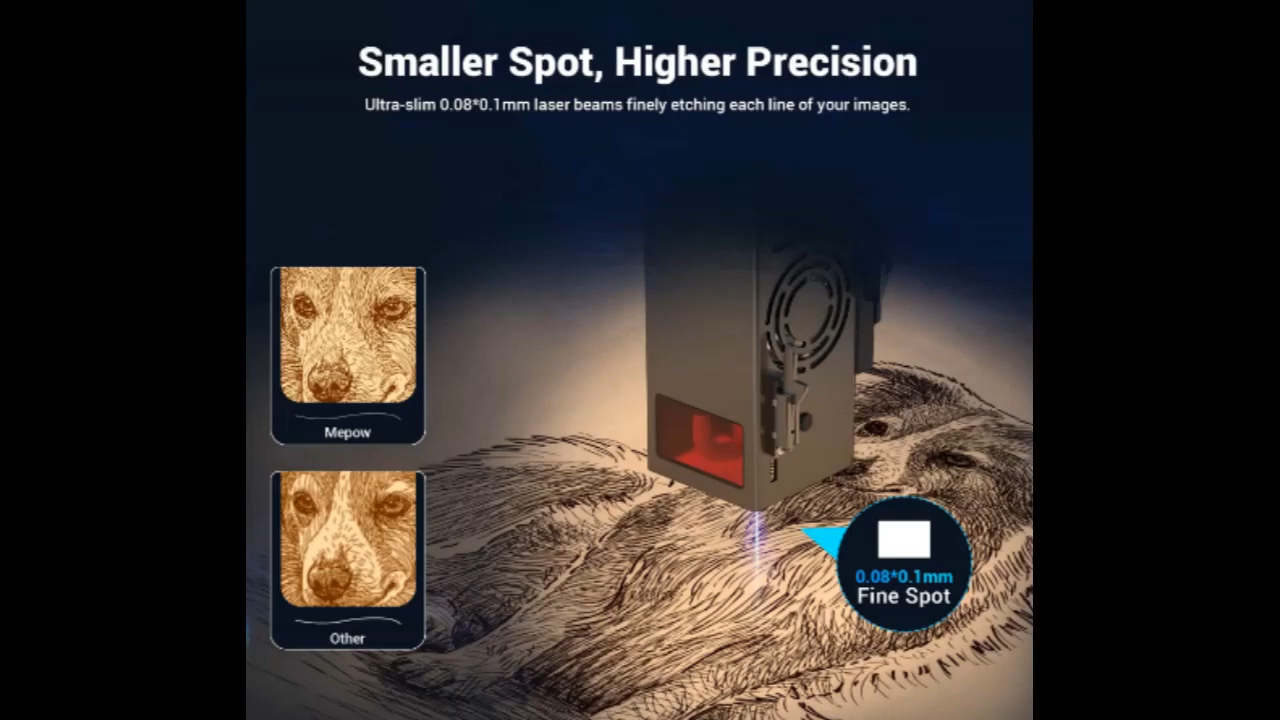 Smaller Spot, Higher Precision
Ultra-slim 0.08*0.1mm laser beams finely etching each line of your images.
Mepow
Other
0.08*0.1mm
Fine Spot